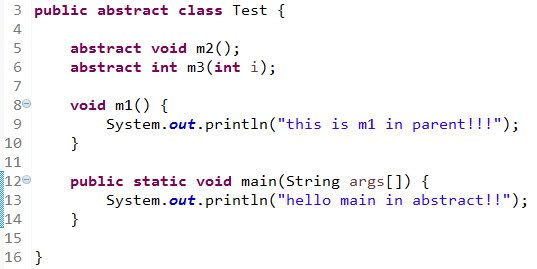 3 public abstract class Test {
4
5     abstract void m2();
6     abstract int m3(int i);
7
8     void m1() {
9         System.out.println("this is m1 in parent!!!");
10     }
11
12     public static void main(String args[]) {
13         System.out.println("hello main in abstract!!");
14     }
15
16 }